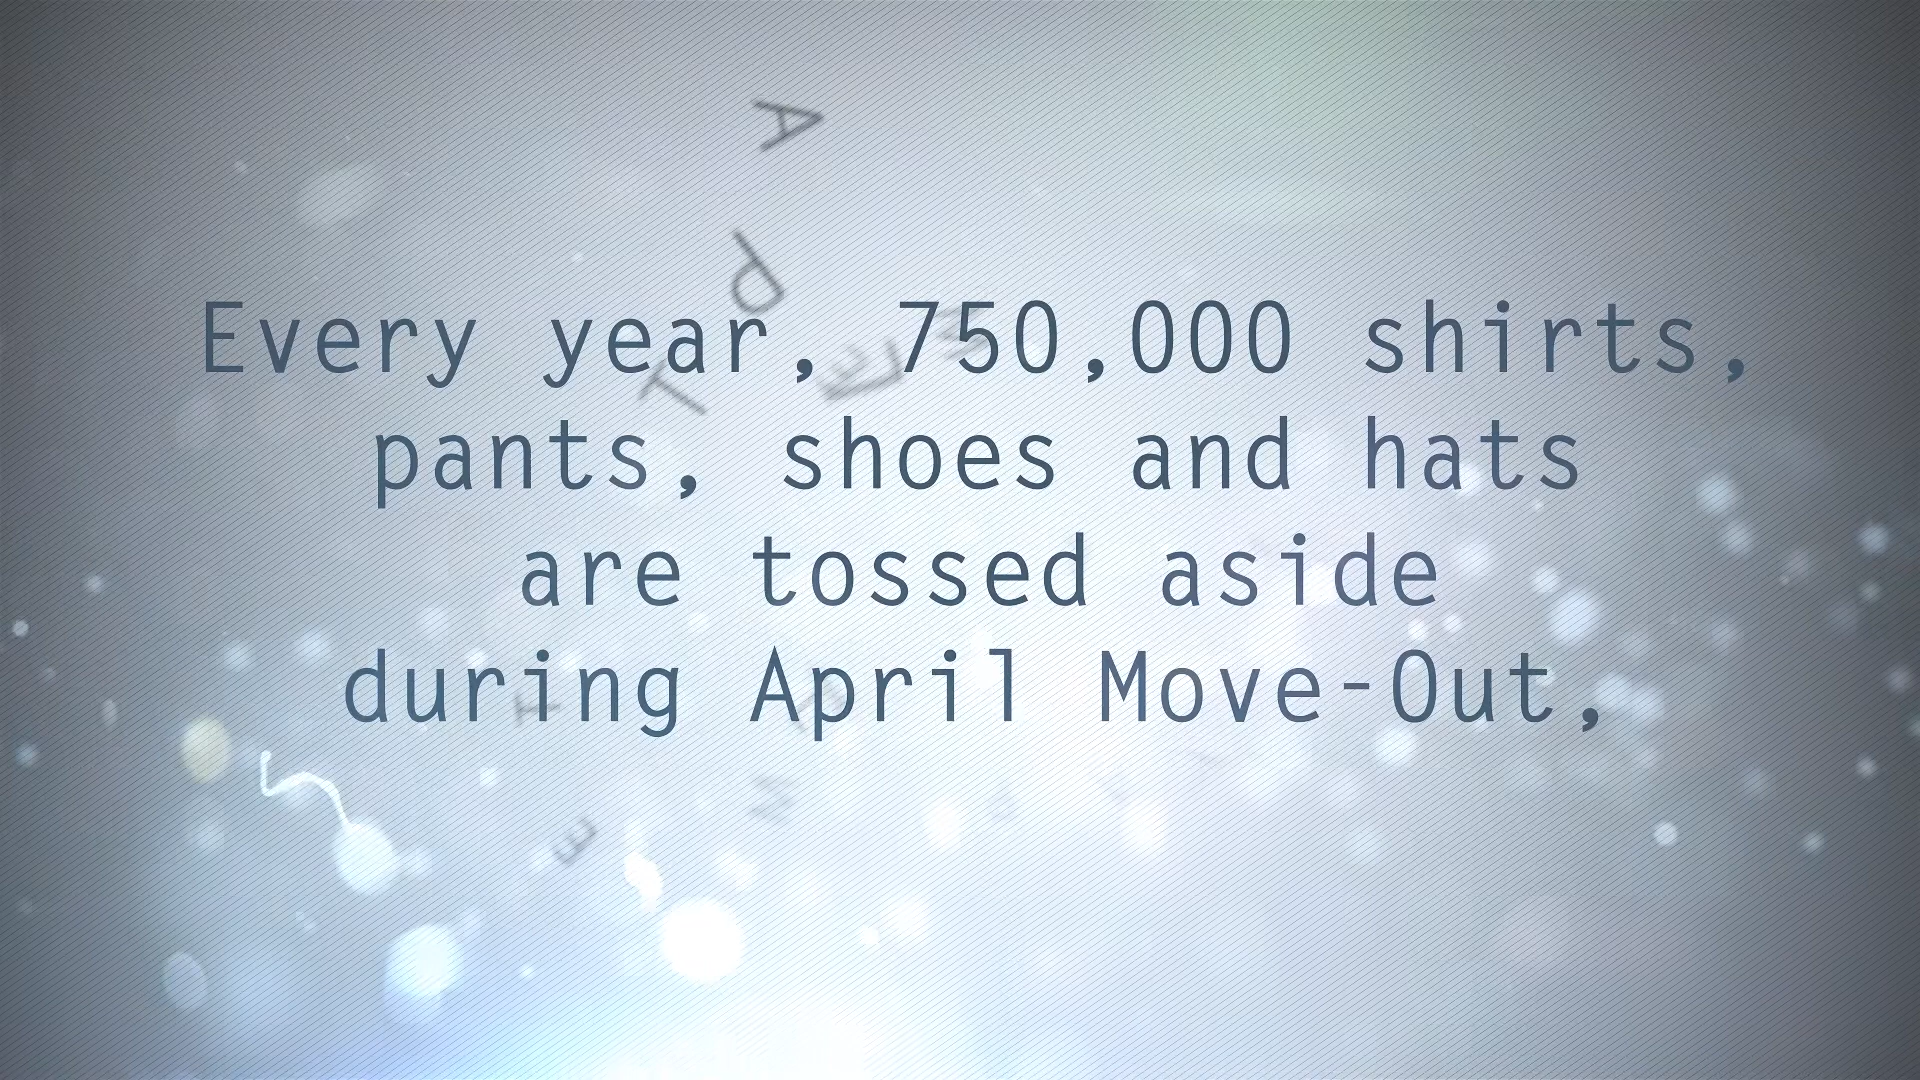 Every year, 750,000 shirts,
pants, shoes and hats
are tossed aside
during April Move-Out,